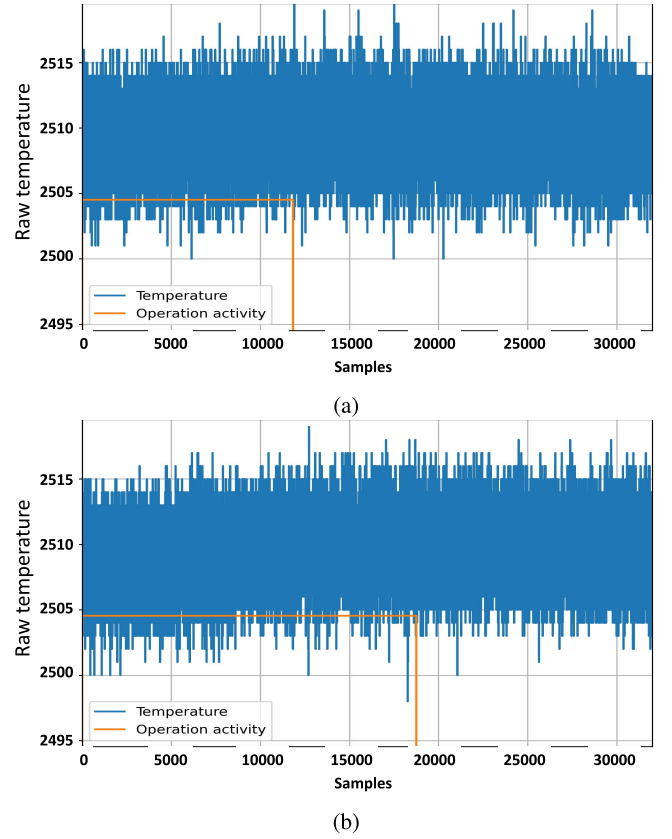 Raw temperature
2515
2510
2505
2500
2495
Temperature
Operation activity
0 5000 10000 15000 20000 25000 30000
Samples
(a)
Raw temperature
2515
2510
2505
2500
2495
Temperature
Operation activity
0 5000 10000 15000 20000 25000 30000
Samples
(b)